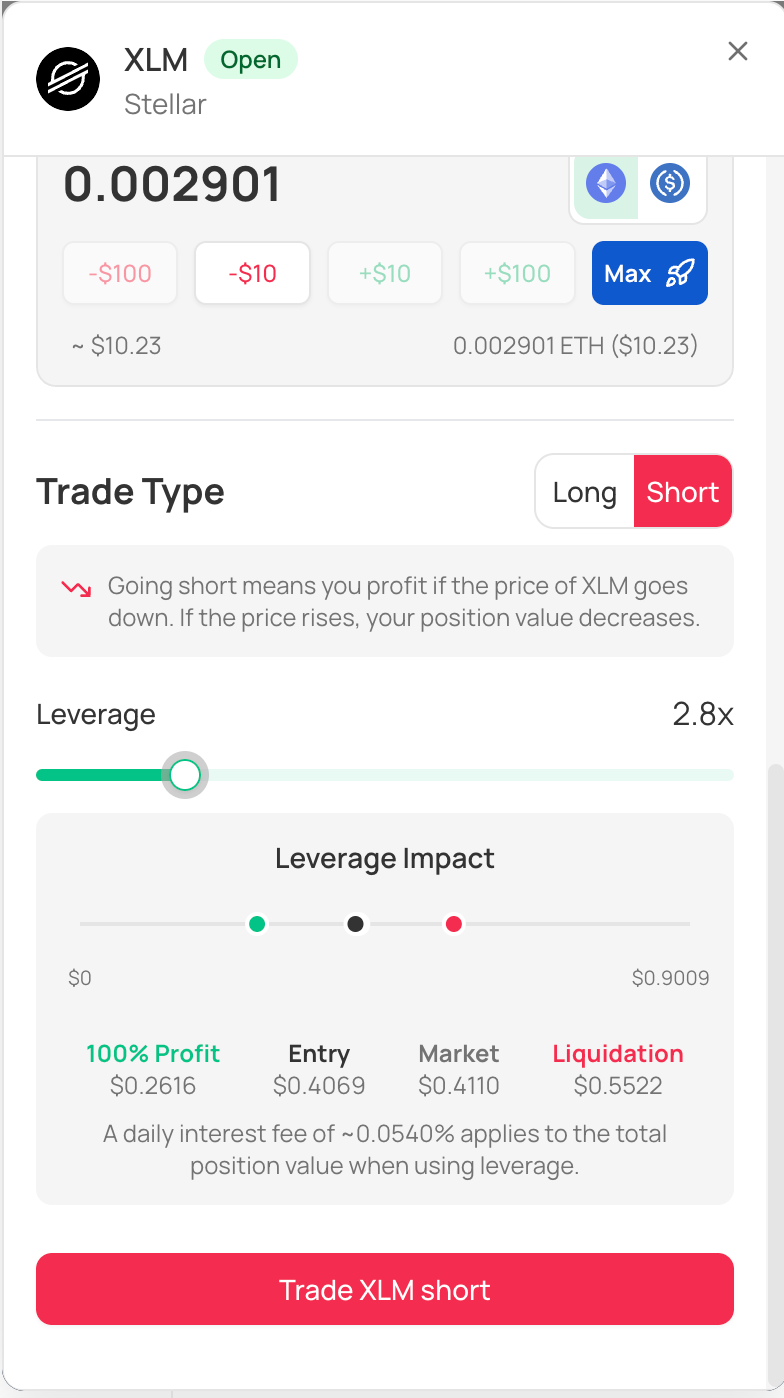 XLM Open
Stellar
0.002901
-$100 -$10 +$10 +$100 Max
~ $10.23 0.002901 ETH ($10.23)
Trade Type Long Short
Going short means you profit if the price of XLM goes
down. If the price rises, your position value decreases.
Leverage 2.8x
Leverage Impact
$0 $0.9009
100% Profit Entry Market Liquidation
$0.2616 $0.4069 $0.4110 $0.5522
A daily interest fee of ~0.0540% applies to the total
position value when using leverage.
Trade XLM short